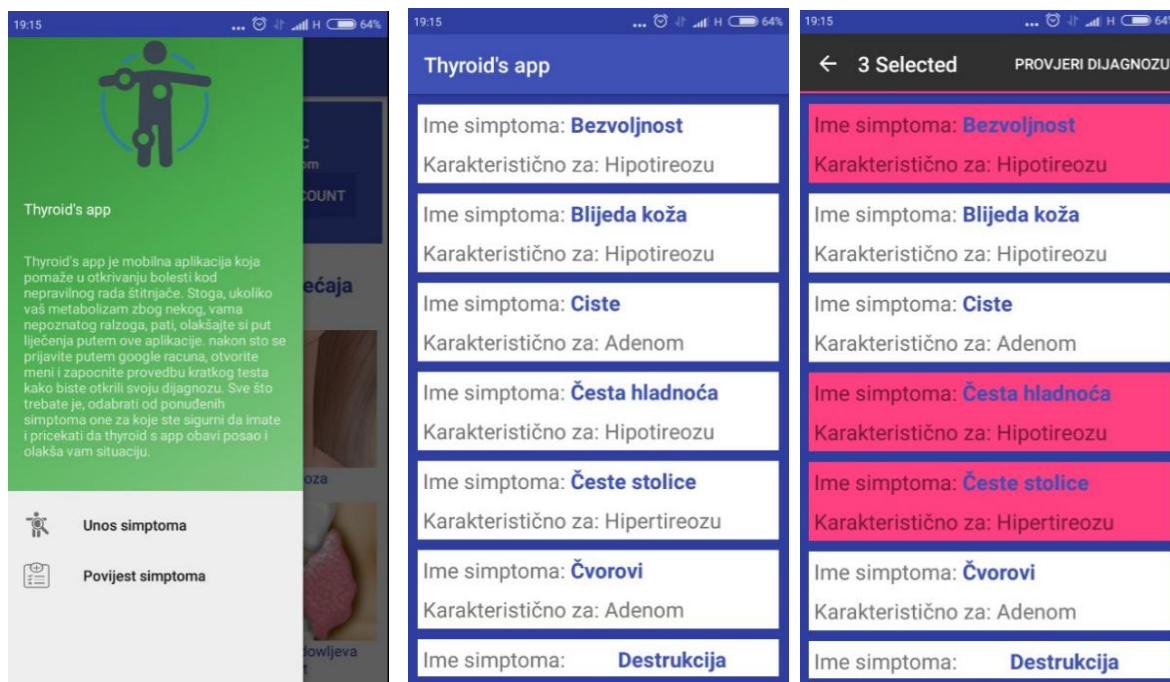 19:15
... H 64%
Thyroid's app
Thyroid's app je mobilna aplikacija koja
pomaže u otkrivanju bolesti kod
nepravilnog rada štitnjače. Stoga, ukoliko
vaš metabolizam zbog nekog, vama
nepoznatog ralzoga, pati, olakšajte si put
liječenja putem ove aplikacije. nakon sto se
prijavite putem google racuna, otvorite
meni i zapocnite provedbu kratkog testa
kako biste otkrili svoju dijagnozu. Sve što
trebate je, odabrati od ponuđenih
simptoma one za koje ste sigurni da imate
i pricekati da thyroid s app obavi posao i
olakša vam situaciju.
Unos simptoma
Povijest simptoma
COUNT
ećaja
oza
dowljeva
19:15
... H 64%
Thyroid's app
Ime simptoma: Bezvoljnost
Karakteristično za: Hipotireozu
Ime simptoma: Blijeda koža
Karakteristično za: Hipotireozu
Ime simptoma: Ciste
Karakteristično za: Adenom
Ime simptoma: Česta hladnoća
Karakteristično za: Hipotireozu
Ime simptoma: Česte stolice
Karakteristično za: Hipertireozu
Ime simptoma: Čvorovi
Karakteristično za: Adenom
Ime simptoma: Destrukcija
19:15
... H 64%
3 Selected PROVJERI DIJAGNOZU
Ime simptoma: Bezvoljnost
Karakteristično za: Hipotireozu
Ime simptoma: Blijeda koža
Karakteristično za: Hipotireozu
Ime simptoma: Ciste
Karakteristično za: Adenom
Ime simptoma: Česta hladnoća
Karakteristično za: Hipotireozu
Ime simptoma: Česte stolice
Karakteristično za: Hipertireozu
Ime simptoma: Čvorovi
Karakteristično za: Adenom
Ime simptoma: Destrukcija